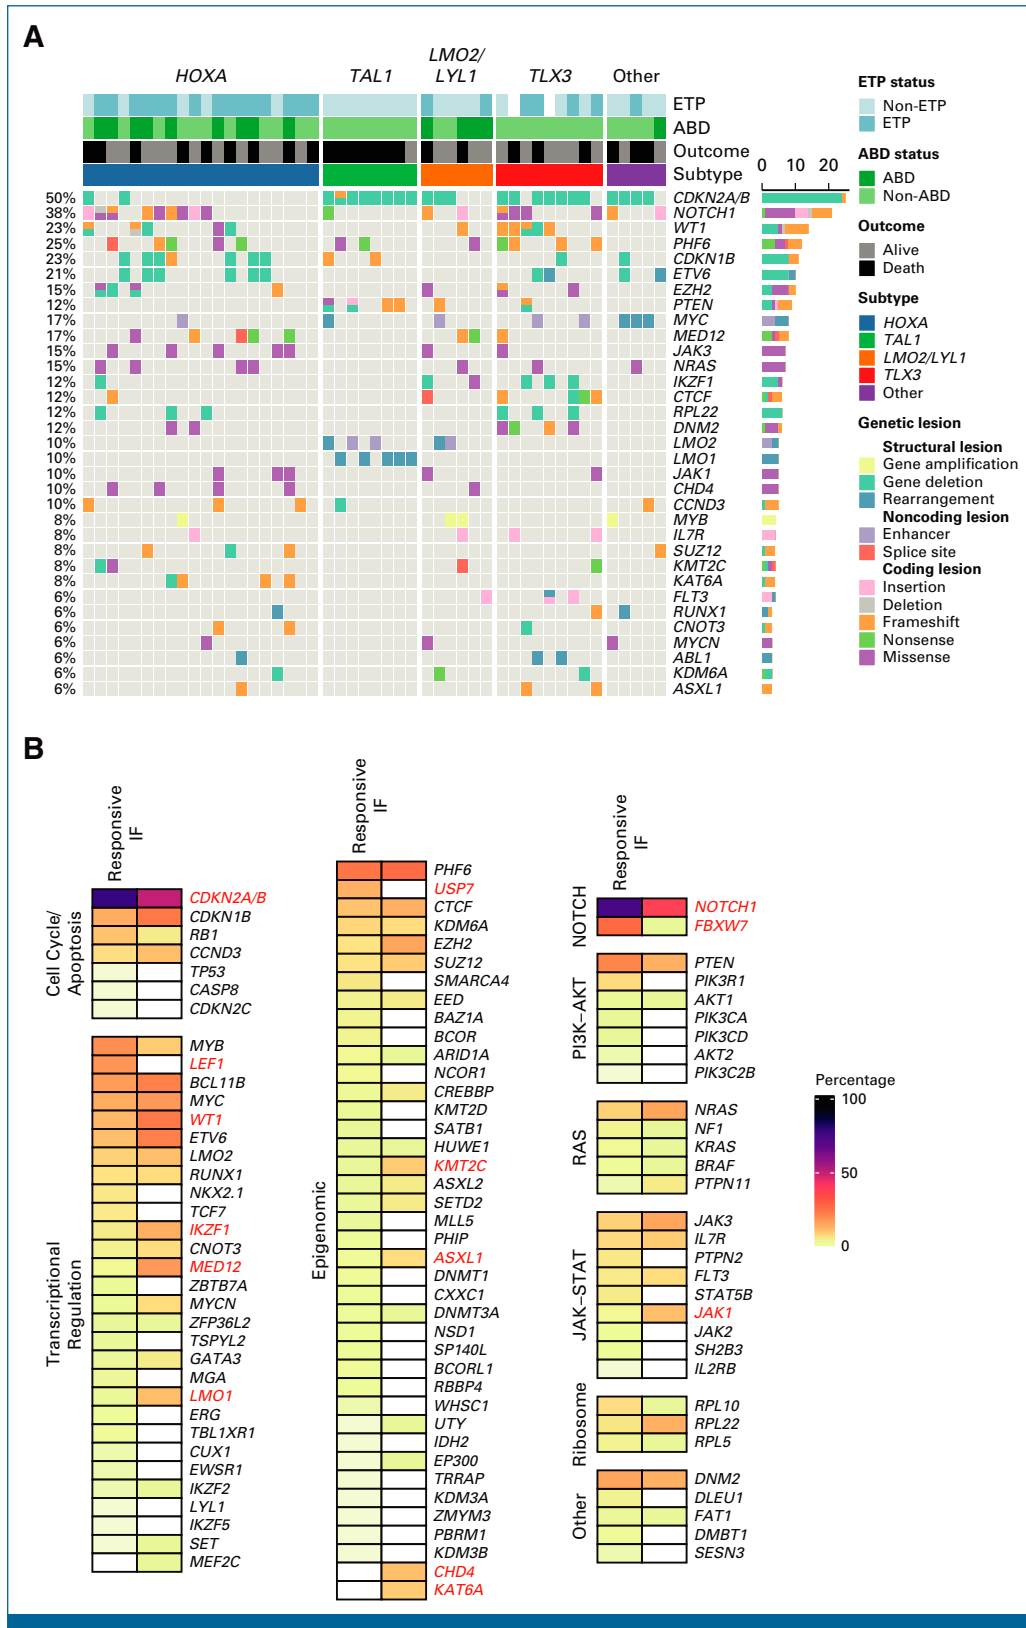 A
HOXA
TAL1
LMO2/
LYL1
TLX3
Other
ETP
ABD
Outcome
Subtype
0 10 20
50% CDKN2A/B
38% NOTCH1
23% WT1
25% PHF6
23% CDKN1B
21% ETV6
15% EZH2
12% PTEN
17% MYC
17% MED12
15% JAK3
15% NRAS
12% IKZF1
12% CTCF
12% RPL22
12% DNM2
10% LMO2
10% LMO1
10% JAK1
10% CHD4
10% CCND3
8% MYB
8% IL7R
8% SUZ12
8% KMT2C
8% KAT6A
6% FLT3
6% RUNX1
6% CNOT3
6% MYCN
6% ABL1
6% KDM6A
6% ASXL1
ETP status
Non-ETP
ETP
ABD status
ABD
Non-ABD
Outcome
Alive
Death
Subtype
HOXA
TAL1
LMO2/LYL1
TLX3
Other
Genetic lesion
Structural lesion
Gene amplification
Gene deletion
Rearrangement
Noncoding lesion
Enhancer
Splice site
Coding lesion
Insertion
Deletion
Frameshift
Nonsense
Missense
B
Responsive
IF
Cell Cycle/
Apoptosis
CDKN2A/B
CDKN1B
RB1
CCND3
TP53
CASP8
CDKN2C
Transcriptional
Regulation
MYB
LEF1
BCL11B
MYC
WT1
ETV6
LMO2
RUNX1
NKX2.1
TCF7
IKZF1
CNOT3
MED12
ZBTB7A
MYCN
ZFP36L2
TSPYL2
GATA3
MGA
LMO1
ERG
TBL1XR1
CUX1
EWSR1
IKZF2
LYL1
IKZF5
SET
MEF2C
Responsive
IF
Epigenomic
PHF6
USP7
CTCF
KDM6A
EZH2
SUZ12
SMARCA4
EED
BAZ1A
BCOR
ARID1A
NCOR1
CREBBP
KMT2D
SATB1
HUWE1
KMT2C
ASXL2
SETD2
MLL5
PHIP
ASXL1
DNMT1
CXXC1
DNMT3A
NSD1
SP140L
BCORL1
RBBP4
WHSC1
UTY
IDH2
EP300
TRRAP
KDM3A
ZMYM3
PBRM1
KDM3B
CHD4
KAT6A
Responsive
IF
NOTCH
NOTCH1
FBXW7
PI3K–AKT
PTEN
PIK3R1
AKT1
PIK3CA
PIK3CD
AKT2
PIK3C2B
RAS
NRAS
NF1
KRAS
BRAF
PTPN11
JAK–STAT
JAK3
IL7R
PTPN2
FLT3
STAT5B
JAK1
JAK2
SH2B3
IL2RB
Ribosome
RPL10
RPL22
RPL5
Other
DNM2
DLEU1
FAT1
DMBT1
SESN3
Percentage
100
50
0